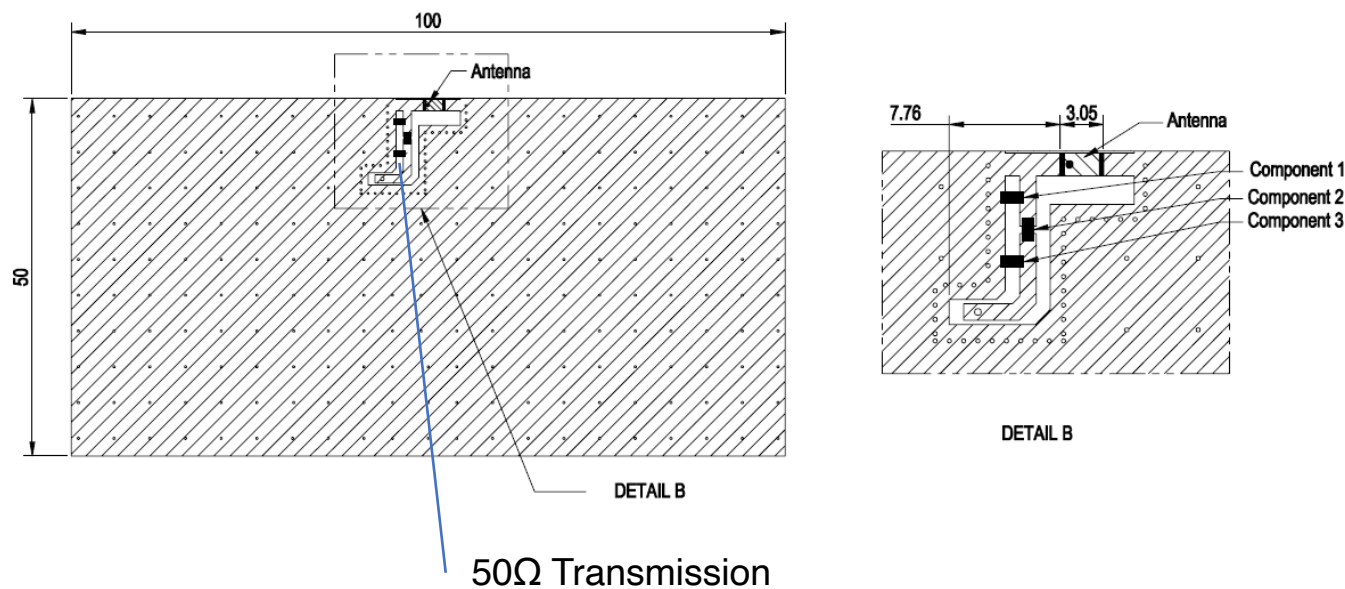 100
Antenna
50
DETAIL B
50Ω Transmission
7.76
3.05
Antenna
Component 1
Component 2
Component 3
DETAIL B